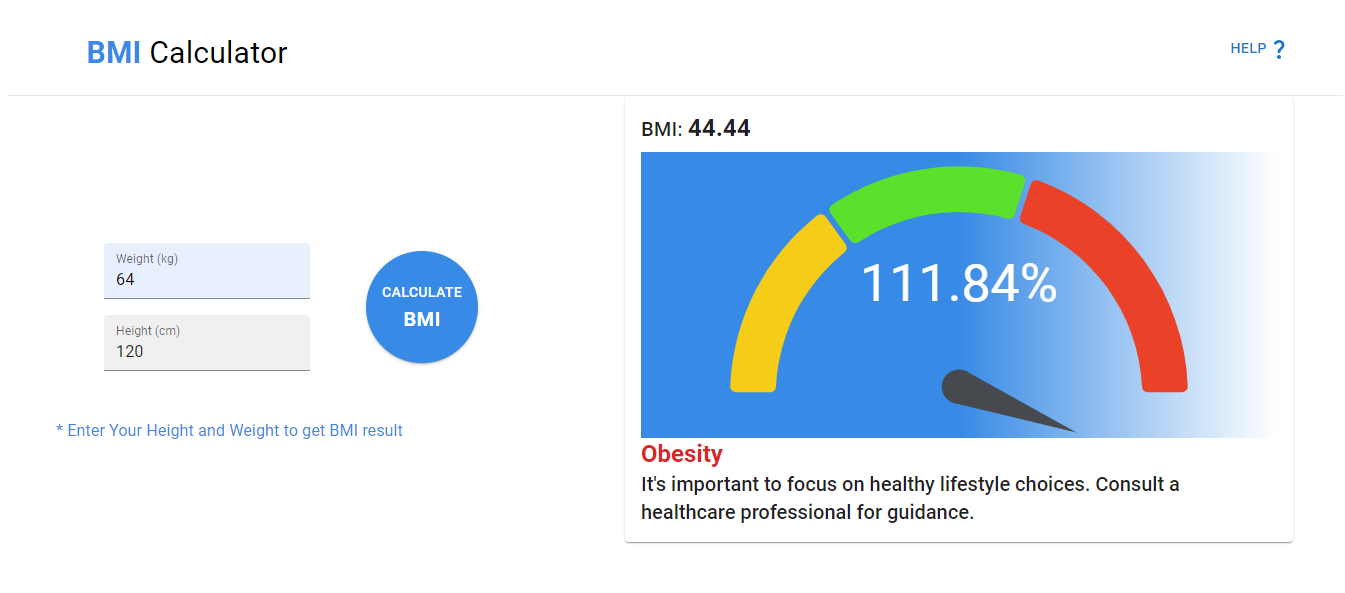 BMI Calculator
HELP ?
Weight (kg)
64
Height (cm)
120
CALCULATE
BMI
* Enter Your Height and Weight to get BMI result
BMI: 44.44
111.84%
Obesity
It's important to focus on healthy lifestyle choices. Consult a
healthcare professional for guidance.